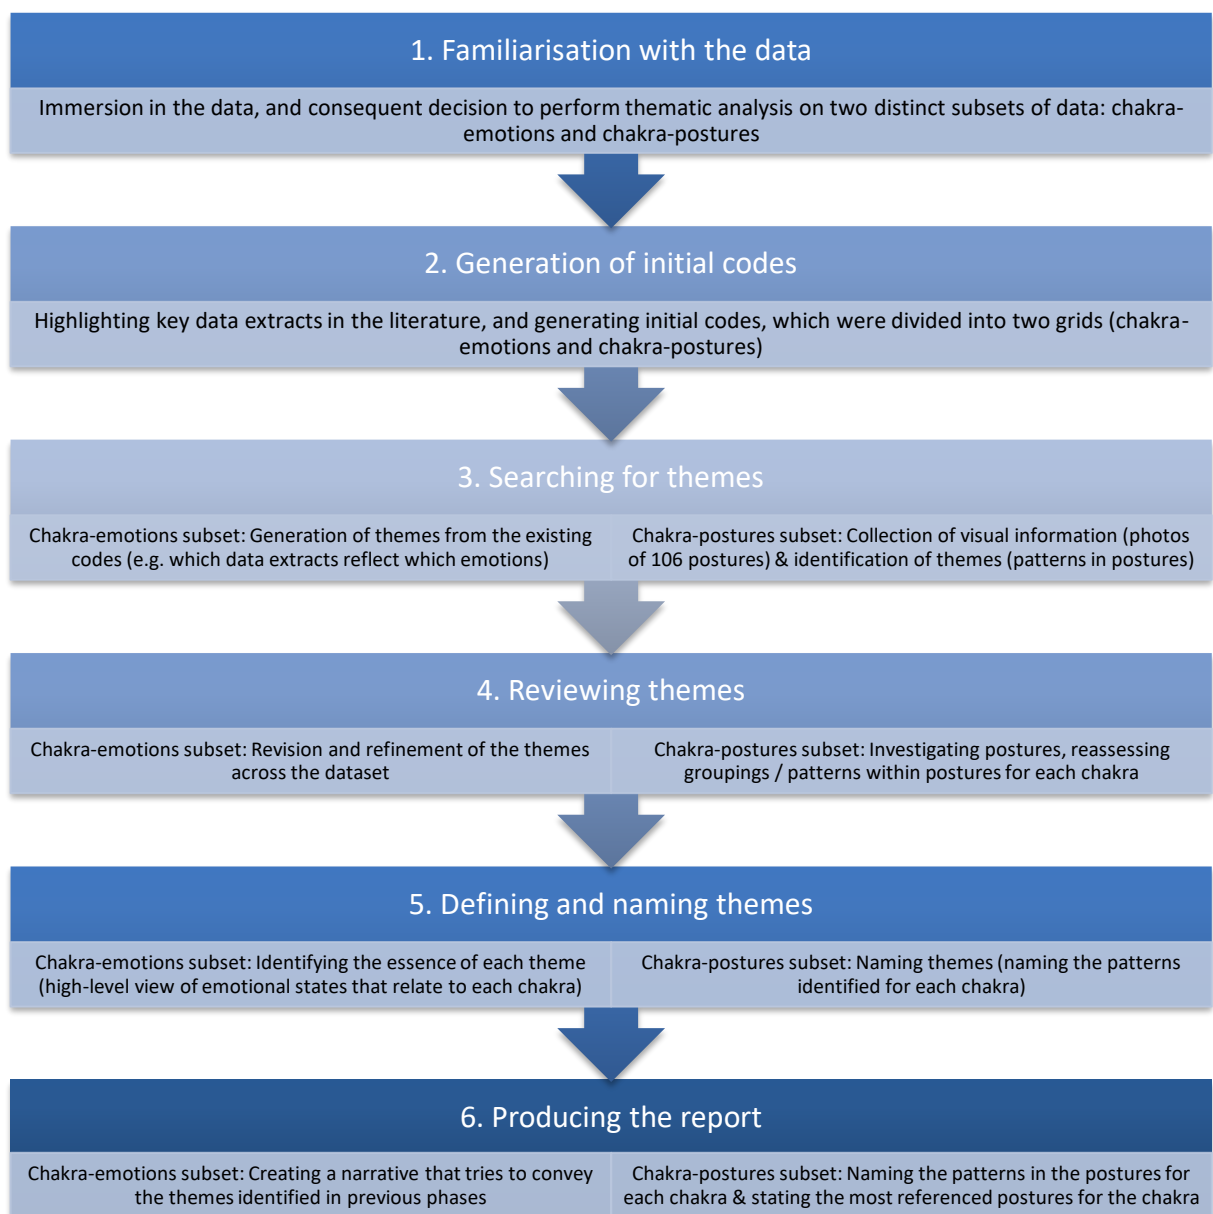 1. Familiarisation with the data
Immersion in the data, and consequent decision to perform thematic analysis on two distinct subsets of data: chakra-
emotions and chakra-postures
2. Generation of initial codes
Highlighting key data extracts in the literature, and generating initial codes, which were divided into two grids (chakra-
emotions and chakra-postures)
3. Searching for themes
Chakra-emotions subset: Generation of themes from the existing
codes (e.g. which data extracts reflect which emotions)
Chakra-postures subset: Collection of visual information (photos
of 106 postures) & identification of themes (patterns in postures)
4. Reviewing themes
Chakra-emotions subset: Revision and refinement of the themes
across the dataset
Chakra-postures subset: Investigating postures, reassessing
groupings / patterns within postures for each chakra
5. Defining and naming themes
Chakra-emotions subset: Identifying the essence of each theme
(high-level view of emotional states that relate to each chakra)
Chakra-postures subset: Naming themes (naming the patterns
identified for each chakra)
6. Producing the report
Chakra-emotions subset: Creating a narrative that tries to convey
the themes identified in previous phases
Chakra-postures subset: Naming the patterns in the postures for
each chakra & stating the most referenced postures for the chakra